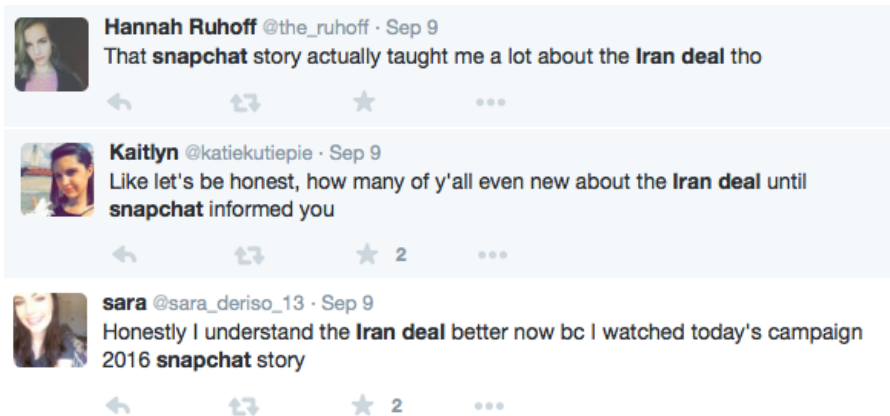 Hannah Ruhoff @the_ruhoff · Sep 9
That snapchat story actually taught me a lot about the Iran deal tho
Kaitlyn @katiekutiepie · Sep 9
Like let's be honest, how many of y'all even new about the Iran deal until
snapchat informed you
2
sara @sara_deriso_13 · Sep 9
Honestly I understand the Iran deal better now bc I watched today's campaign
2016 snapchat story
2